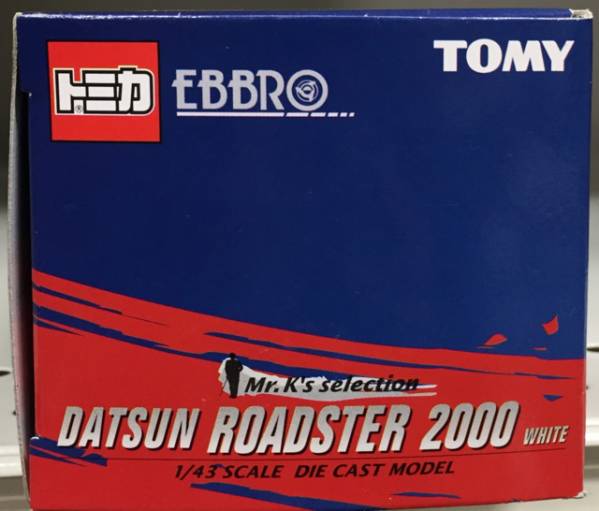 トミカ
EBBRO
TOMY
Mr. K's selection
DATSUN ROADSTER 2000 WHITE
1/43 SCALE DIE CAST MODEL